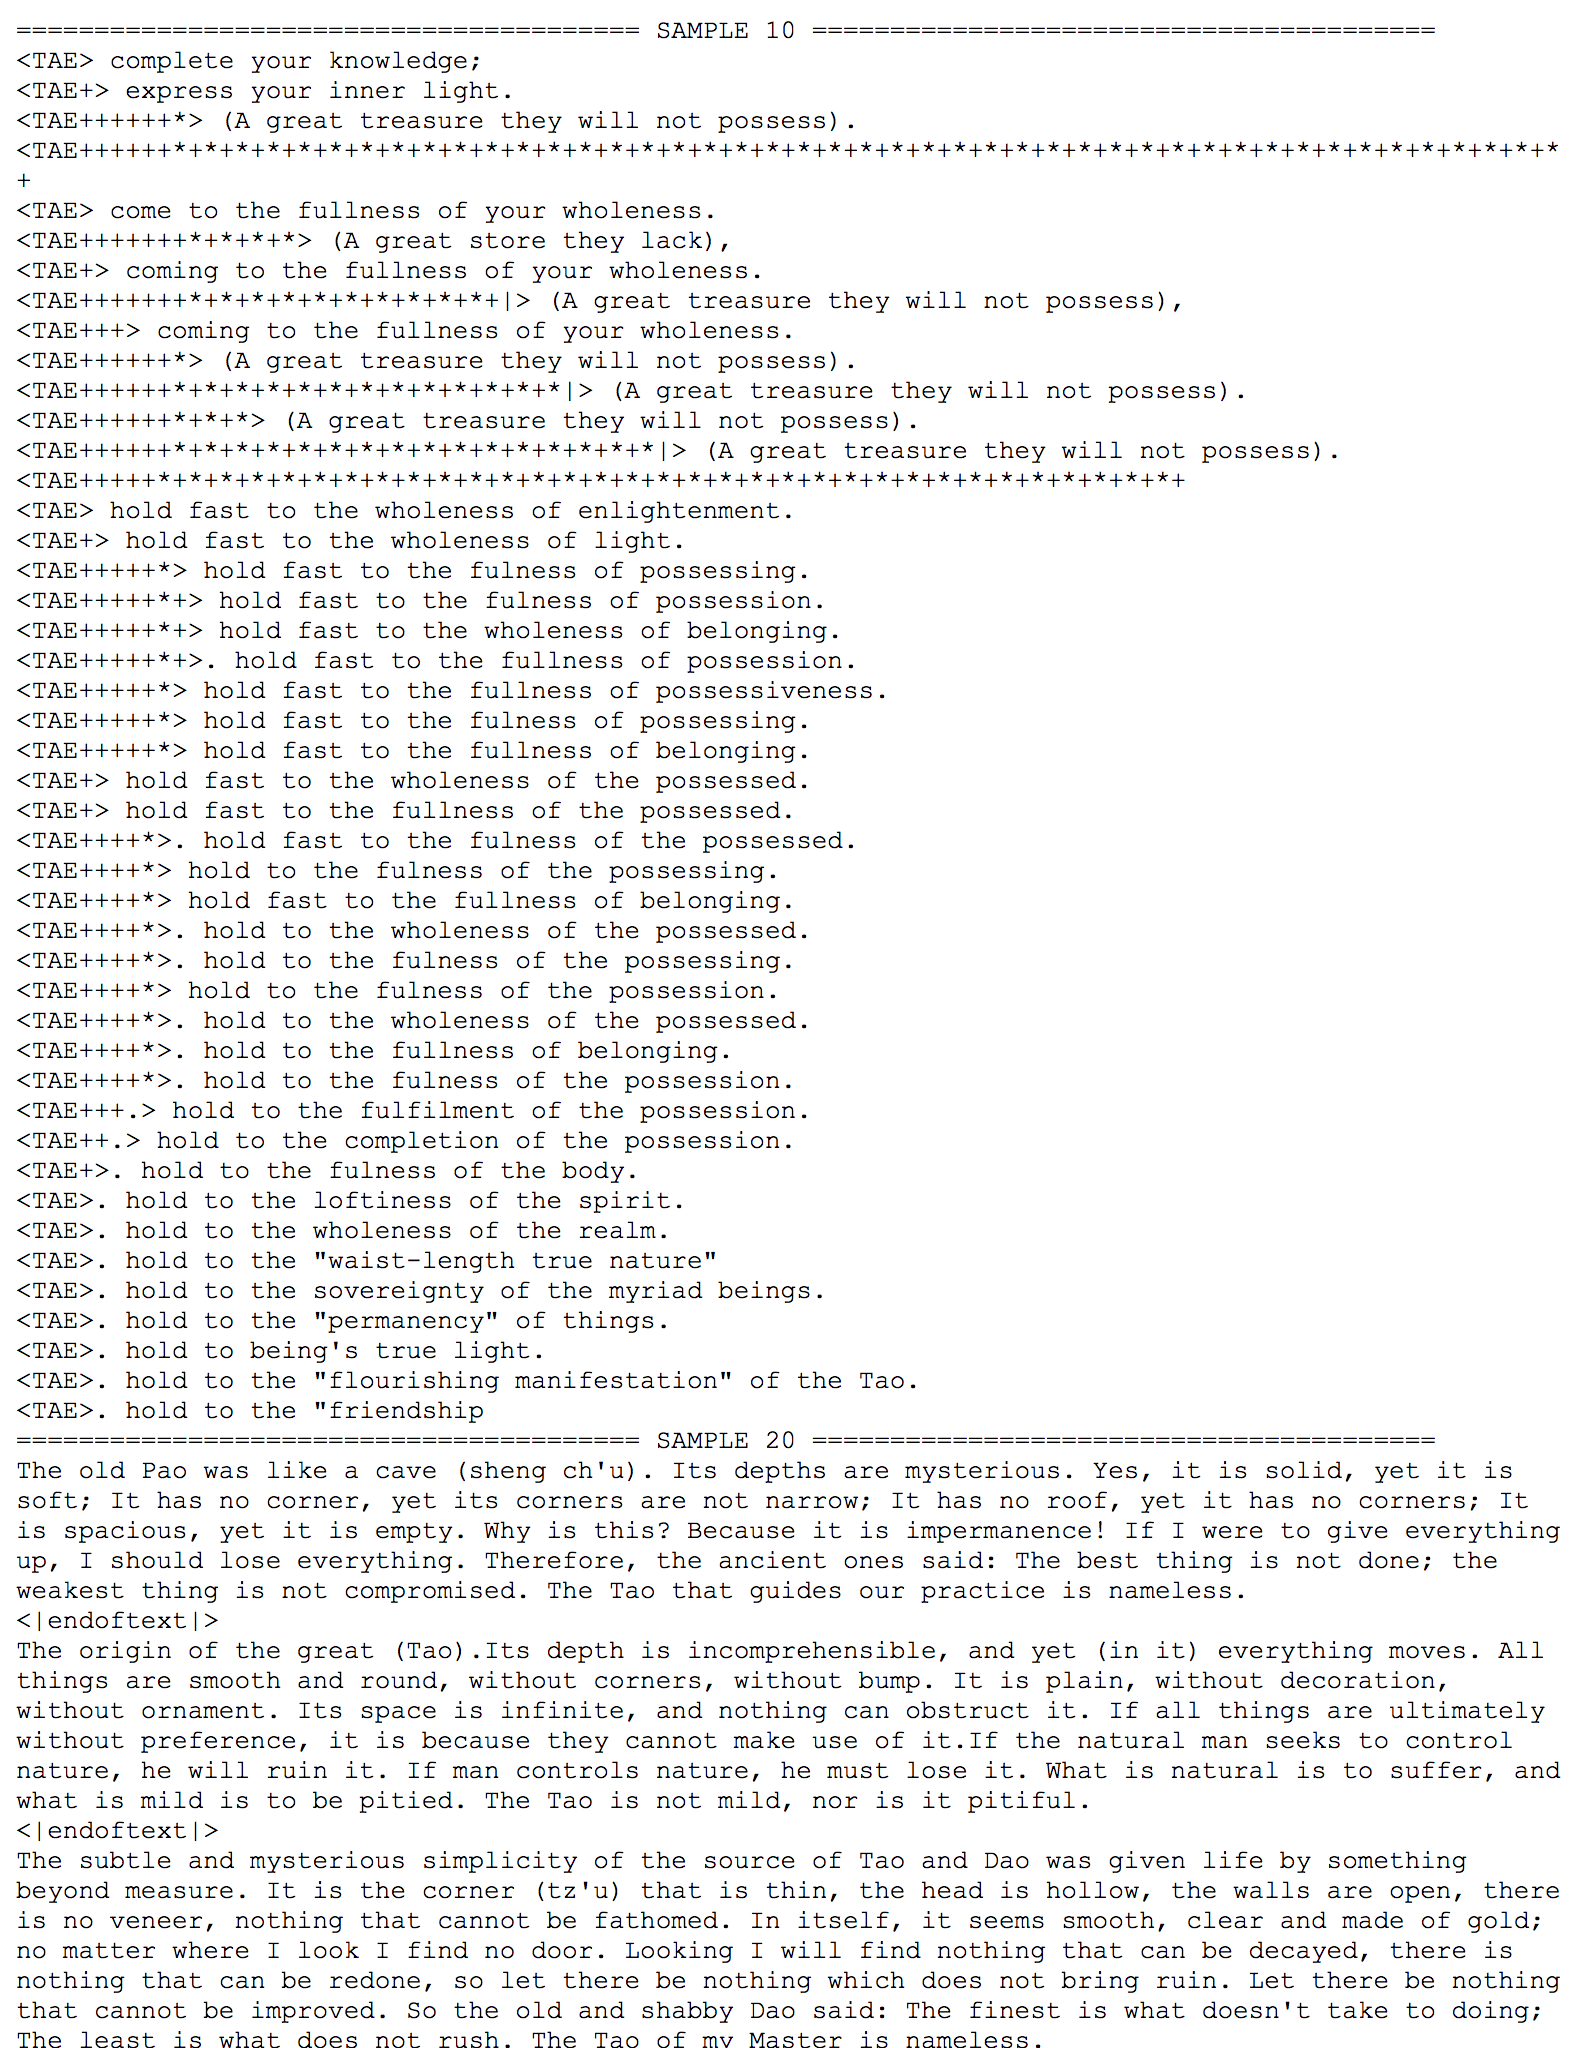 ======================================== SAMPLE 10 ========================================
<TAE> complete your knowledge;
<TAE+> express your inner light.
<TAE++++++*> (A great treasure they will not possess).
<TAE++++++*+*+*+*+*+*+*+*+*+*+*+*+*+*+*+*+*+*+*+*+*+*+*+*+*+*+*+*+*+*+*+*+*+*+*+*+*+*+*+*+*+*+*+*+*
+
<TAE> come to the fullness of your wholeness.
<TAE+++++++*+*+*+*> (A great store they lack),
<TAE+> coming to the fullness of your wholeness.
<TAE+++++++*+*+*+*+*+*+*+*+*+*+|> (A great treasure they will not possess),
<TAE+++> coming to the fullness of your wholeness.
<TAE++++++*> (A great treasure they will not possess).
<TAE++++++*+*+*+*+*+*+*+*+*+*+*+*+*|> (A great treasure they will not possess).
<TAE++++++*+*+*> (A great treasure they will not possess).
<TAE++++++*+*+*+*+*+*+*+*+*+*+*+*+*+*+*+*|> (A great treasure they will not possess).
<TAE+++++*+*+*+*+*+*+*+*+*+*+*+*+*+*+*+*+*+*+*+*+*+*+*+*+*+*+*+*+*+*+*+*+*+
<TAE> hold fast to the wholeness of enlightenment.
<TAE+> hold fast to the wholeness of light.
<TAE+++++*> hold fast to the fulness of possessing.
<TAE+++++*+> hold fast to the fulness of possession.
<TAE+++++*+> hold fast to the wholeness of belonging.
<TAE+++++*+>. hold fast to the fullness of possession.
<TAE+++++*> hold fast to the fullness of possessiveness.
<TAE+++++*> hold fast to the fulness of possessing.
<TAE+++++*> hold fast to the fullness of belonging.
<TAE+> hold fast to the wholeness of the possessed.
<TAE+> hold fast to the fullness of the possessed.
<TAE++++*>. hold fast to the fulness of the possessed.
<TAE++++*> hold to the fulness of the possessing.
<TAE++++*> hold fast to the fullness of belonging.
<TAE++++*>. hold to the wholeness of the possessed.
<TAE++++*>. hold to the fulness of the possessing.
<TAE++++*> hold to the fulness of the possession.
<TAE++++*>. hold to the wholeness of the possessed.
<TAE++++*>. hold to the fullness of belonging.
<TAE++++*>. hold to the fulness of the possession.
<TAE+++.> hold to the fulfilment of the possession.
<TAE++.> hold to the completion of the possession.
<TAE+>. hold to the fulness of the body.
<TAE>. hold to the loftiness of the spirit.
<TAE>. hold to the wholeness of the realm.
<TAE>. hold to the "waist-length true nature"
<TAE>. hold to the sovereignty of the myriad beings.
<TAE>. hold to the "permanency" of things.
<TAE>. hold to being's true light.
<TAE>. hold to the "flourishing manifestation" of the Tao.
<TAE>. hold to the "friendship
======================================== SAMPLE 20 ========================================
The old Pao was like a cave (sheng ch'u). Its depths are mysterious. Yes, it is solid, yet it is
soft; It has no corner, yet its corners are not narrow; It has no roof, yet it has no corners; It
is spacious, yet it is empty. Why is this? Because it is impermanence! If I were to give everything
up, I should lose everything. Therefore, the ancient ones said: The best thing is not done; the
weakest thing is not compromised. The Tao that guides our practice is nameless.
<|endoftext|>
The origin of the great (Tao).Its depth is incomprehensible, and yet (in it) everything moves. All
things are smooth and round, without corners, without bump. It is plain, without decoration,
without ornament. Its space is infinite, and nothing can obstruct it. If all things are ultimately
without preference, it is because they cannot make use of it.If the natural man seeks to control
nature, he will ruin it. If man controls nature, he must lose it. What is natural is to suffer, and
what is mild is to be pitied. The Tao is not mild, nor is it pitiful.
<|endoftext|>
The subtle and mysterious simplicity of the source of Tao and Dao was given life by something
beyond measure. It is the corner (tz'u) that is thin, the head is hollow, the walls are open, there
is no veneer, nothing that cannot be fathomed. In itself, it seems smooth, clear and made of gold;
no matter where I look I find no door. Looking I will find nothing that can be decayed, there is
nothing that can be redone, so let there be nothing which does not bring ruin. Let there be nothing
that cannot be improved. So the old and shabby Dao said: The finest is what doesn't take to doing;
The least is what does not rush. The Tao of my Master is nameless.